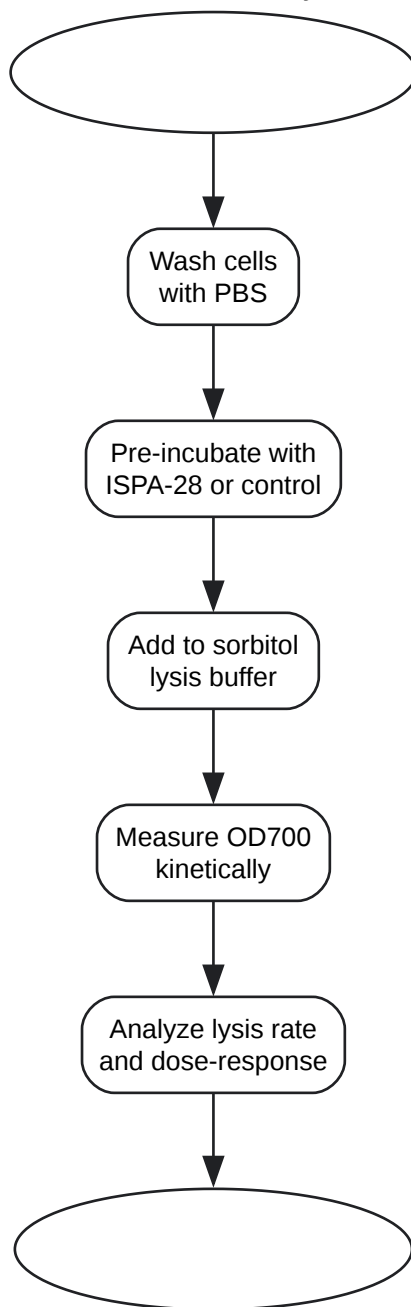 Wash cells
with PBS
Pre-incubate with
ISPA-28 or control
Add to sorbitol
lysis buffer
Measure OD700
kinetically
Analyze lysis rate
and dose-response